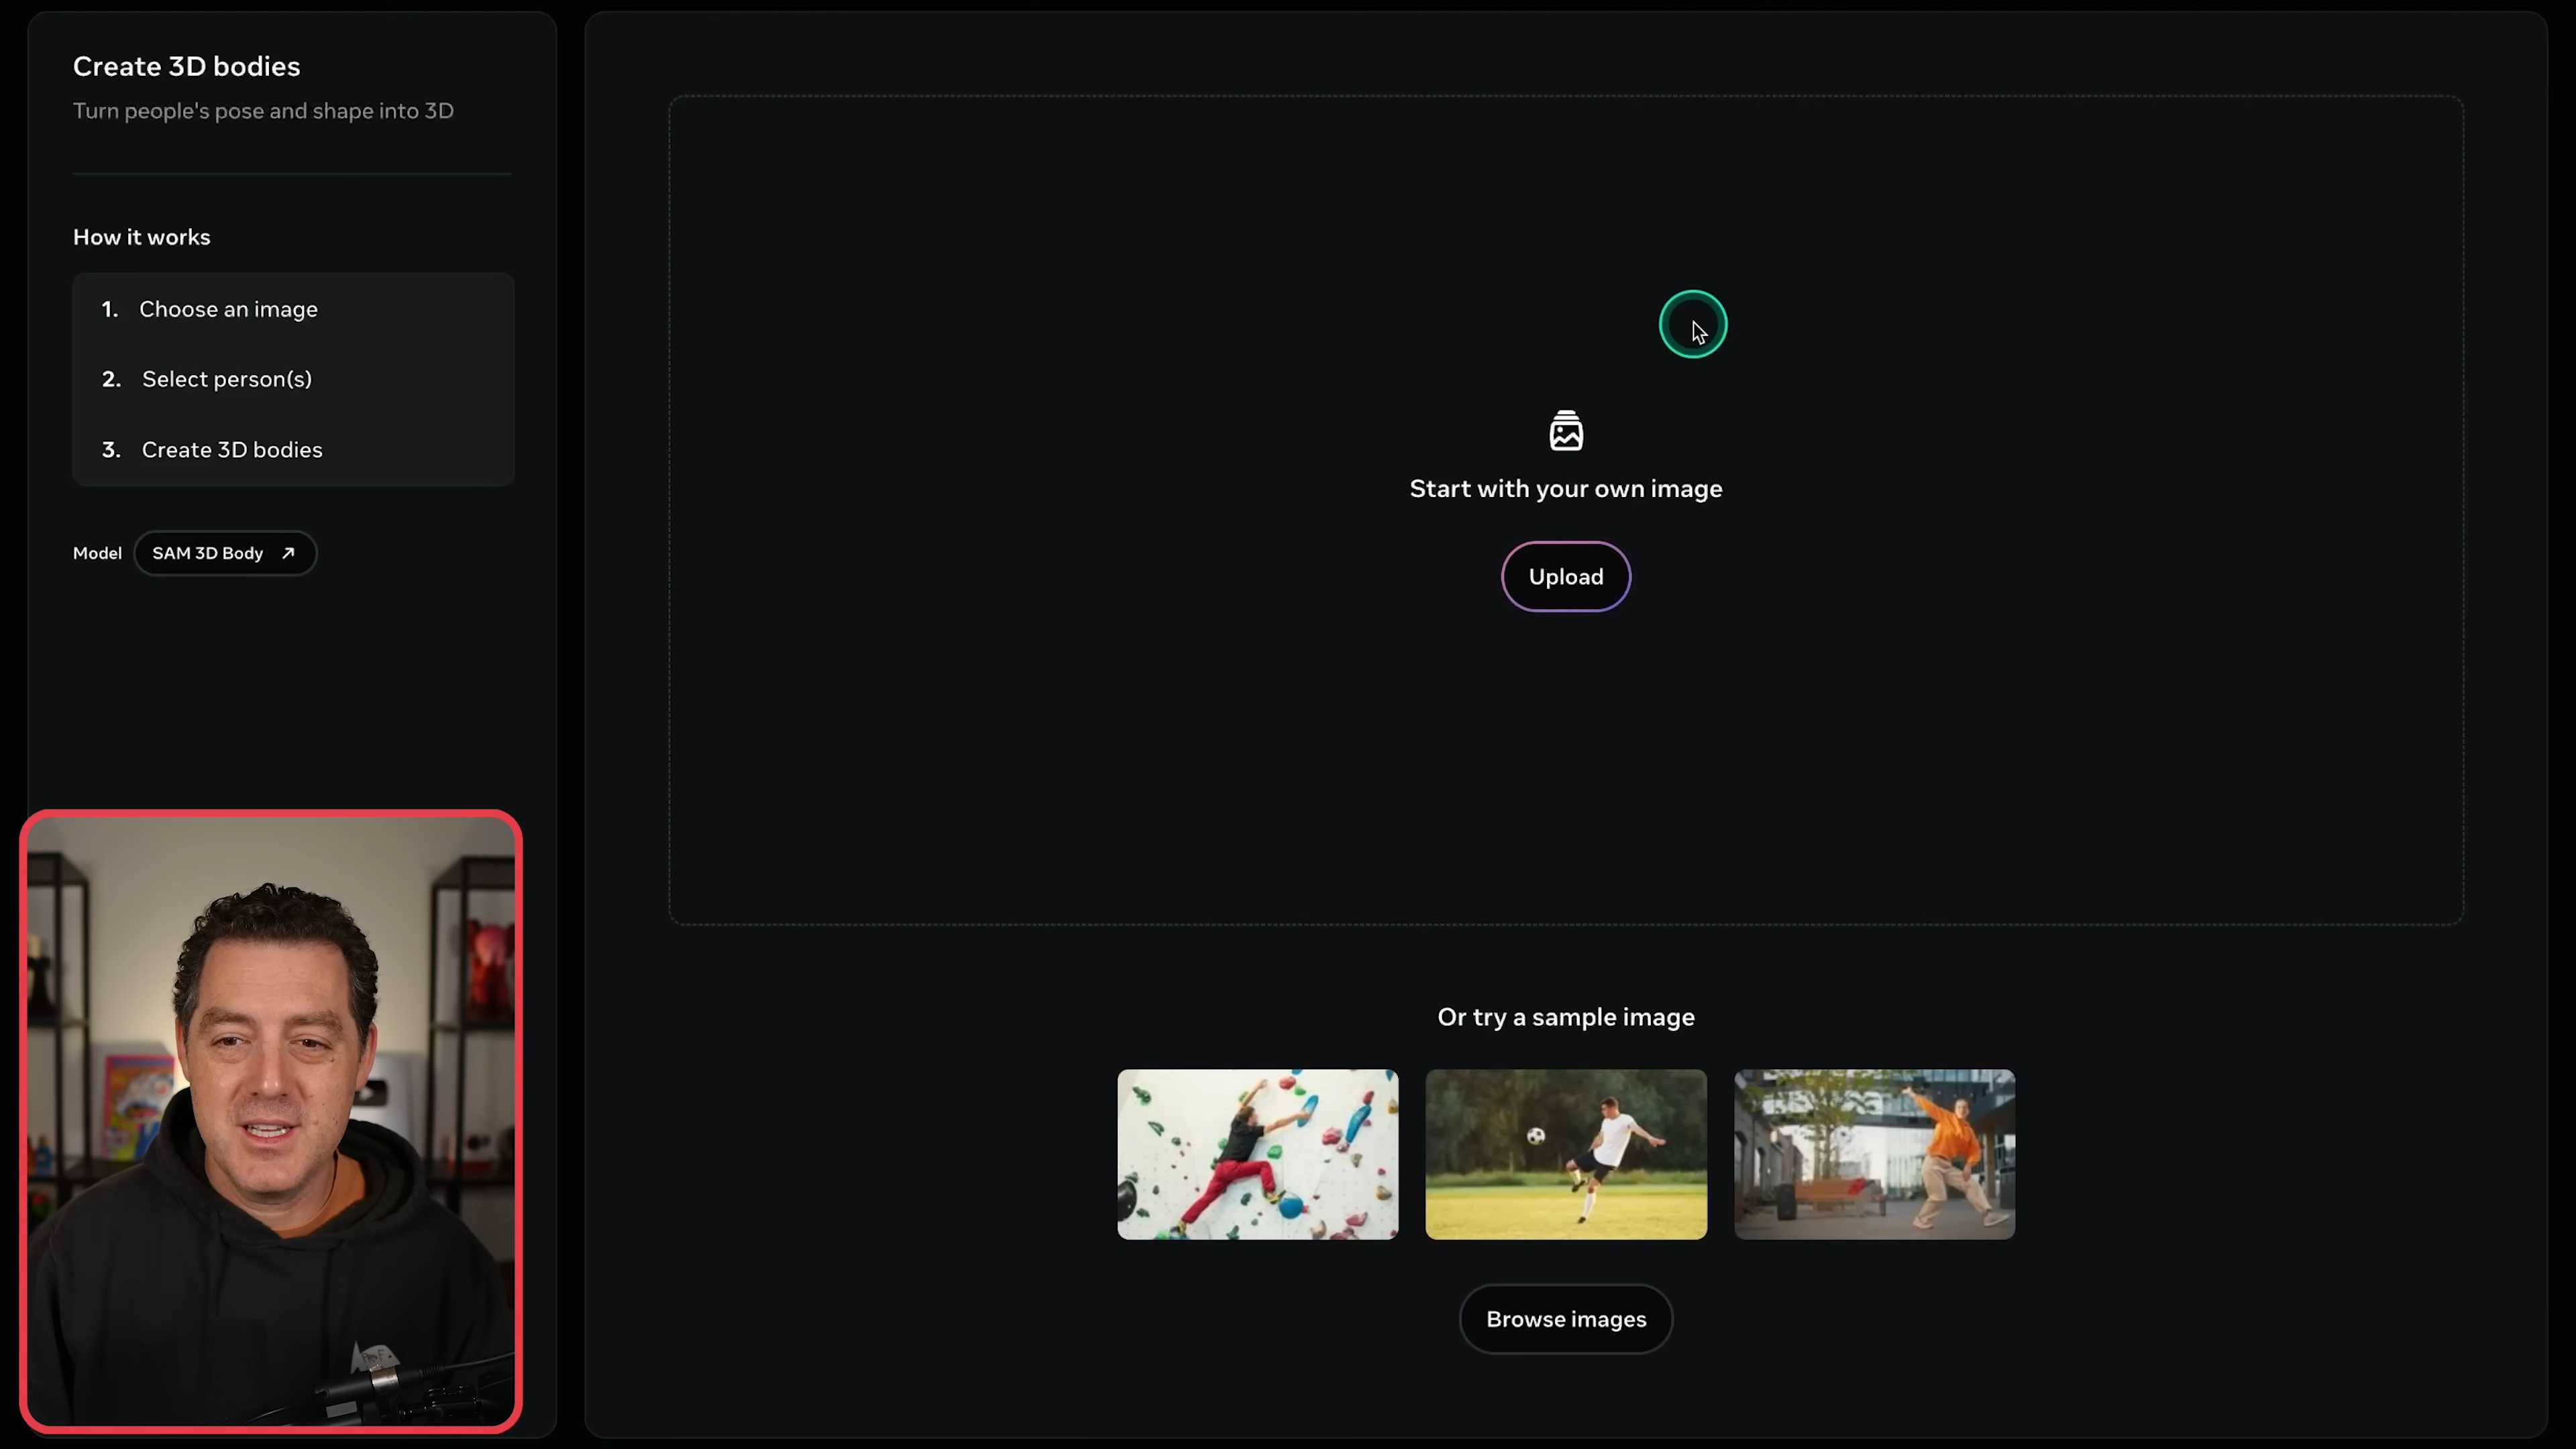 Create 3D bodies
Turn people's pose and shape into 3D
How it works
1. Choose an image
2. Select person(s)
3. Create 3D bodies
Model SAM 3D Body
Start with your own image
Upload
Or try a sample image
Browse images